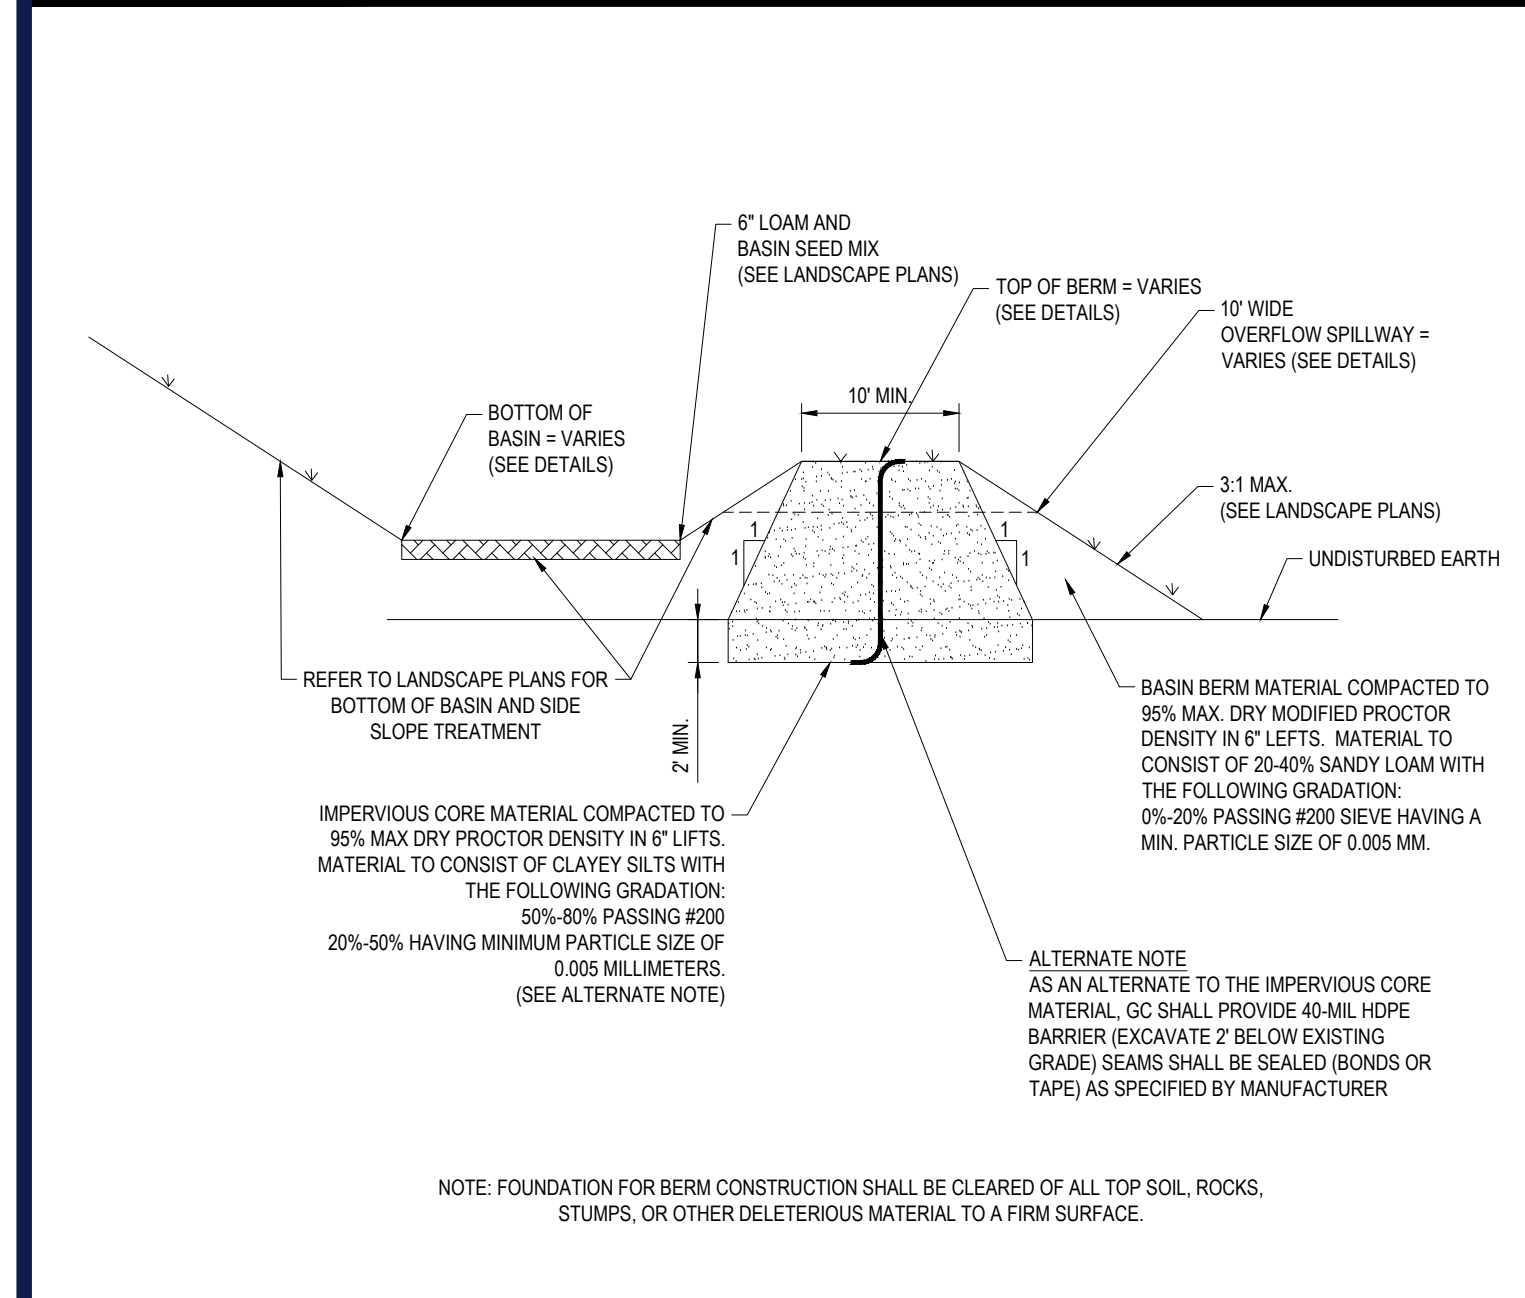 6" LOAM AND
BASIN SEED MIX
(SEE LANDSCAPE PLANS)
TOP OF BERM = VARIES
(SEE DETAILS)
10' WIDE
OVERFLOW SPILLWAY =
VARIES (SEE DETAILS)
10' MIN.
BOTTOM OF
BASIN = VARIES
(SEE DETAILS)
3:1 MAX.
(SEE LANDSCAPE PLANS)
1
1
1
1
UNDISTURBED EARTH
REFER TO LANDSCAPE PLANS FOR
BOTTOM OF BASIN AND SIDE
SLOPE TREATMENT
2' MIN.
BASIN BERM MATERIAL COMPACTED TO
95% MAX. DRY MODIFIED PROCTOR
DENSITY IN 6" LEFTS. MATERIAL TO
CONSIST OF 20-40% SANDY LOAM WITH
THE FOLLOWING GRADATION:
0%-20% PASSING #200 SIEVE HAVING A
MIN. PARTICLE SIZE OF 0.005 MM.
IMPERVIOUS CORE MATERIAL COMPACTED TO
95% MAX DRY PROCTOR DENSITY IN 6" LIFTS.
MATERIAL TO CONSIST OF CLAYEY SILTS WITH
THE FOLLOWING GRADATION:
50%-80% PASSING #200
20%-50% HAVING MINIMUM PARTICLE SIZE OF
0.005 MILLIMETERS.
(SEE ALTERNATE NOTE)
ALTERNATE NOTE
AS AN ALTERNATE TO THE IMPERVIOUS CORE
MATERIAL, GC SHALL PROVIDE 40-MIL HDPE
BARRIER (EXCAVATE 2' BELOW EXISTING
GRADE) SEAMS SHALL BE SEALED (BONDS OR
TAPE) AS SPECIFIED BY MANUFACTURER
NOTE: FOUNDATION FOR BERM CONSTRUCTION SHALL BE CLEARED OF ALL TOP SOIL, ROCKS,
STUMPS, OR OTHER DELETERIOUS MATERIAL TO A FIRM SURFACE.